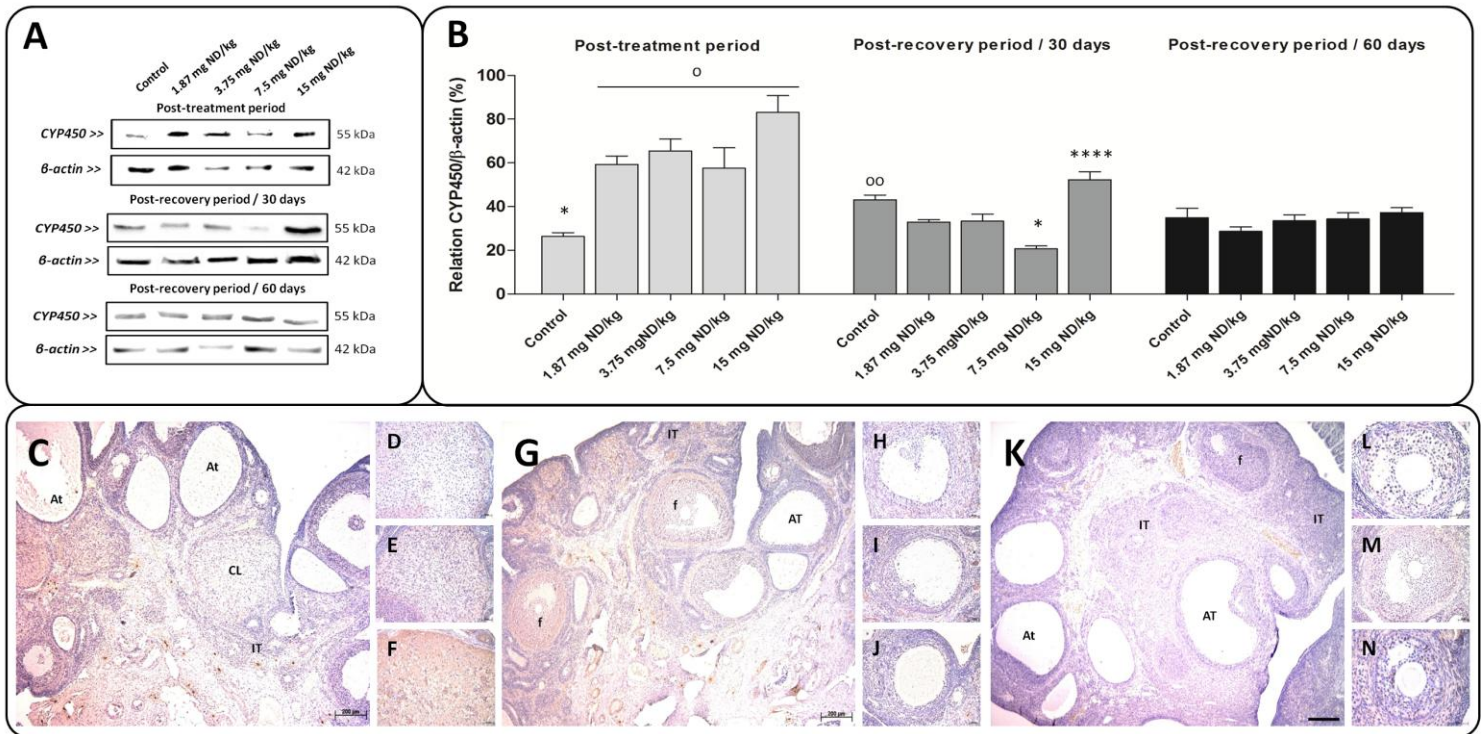 A
Control
1.87 mg ND/kg
3.75 mg ND/kg
7.5 mg ND/kg
15 mg ND/kg
Post-treatment period
CYP450 >> 55 kDa
β-actin >> 42 kDa
Post-recovery period / 30 days
CYP450 >> 55 kDa
β-actin >> 42 kDa
Post-recovery period / 60 days
CYP450 >> 55 kDa
β-actin >> 42 kDa
B
Post-treatment period Post-recovery period / 30 days Post-recovery period / 60 days
Relation CYP450/β-actin (%)
100
80
60
40
20
0
o
*
oo
*
****
Control 1.87 mg ND/kg 3.75 mgND/kg 7.5 mg ND/kg 15 mg ND/kg
Control 1.87 mg ND/kg 3.75 mgND/kg 7.5 mg ND/kg 15 mg ND/kg
Control 1.87 mg ND/kg 3.75 mgND/kg 7.5 mg ND/kg 15 mg ND/kg
C
At
At
CL
IT
200 µm
D
E
F
G
IT
f
AT
f
200 µm
H
I
J
K
f
IT
IT
AT
At
L
M
N